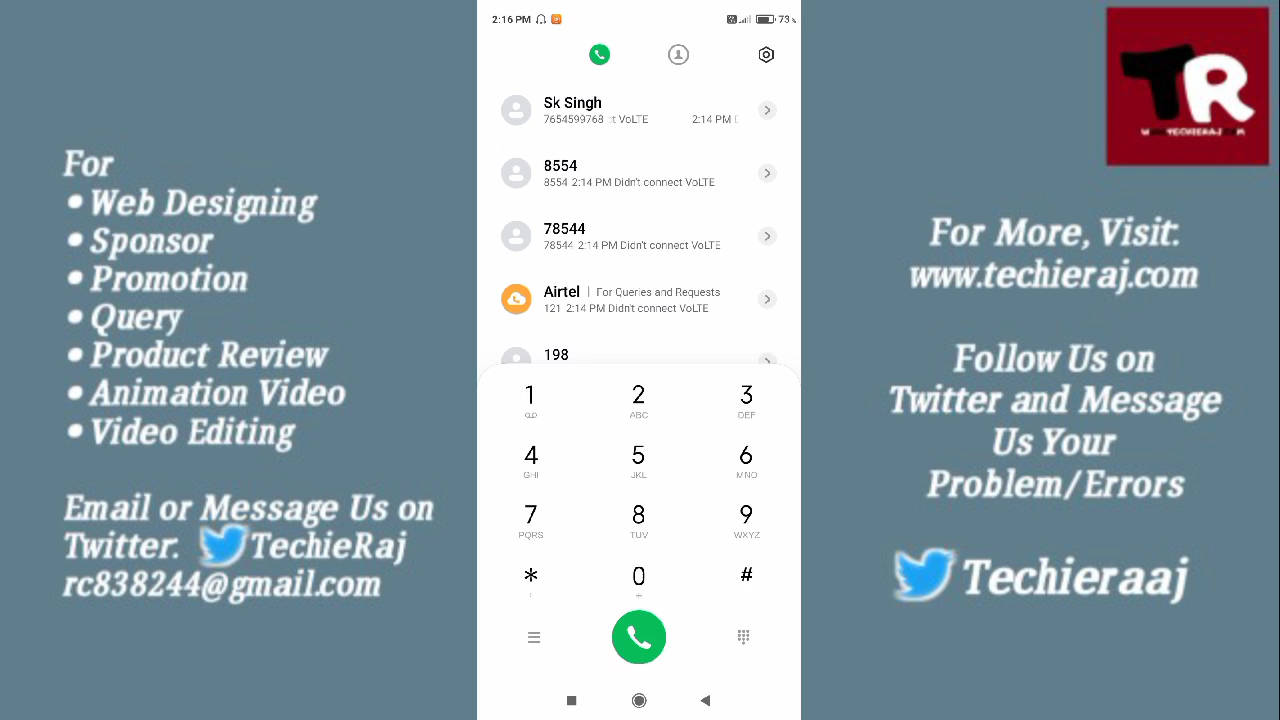 For
• Web Designing
• Sponsor
• Promotion
• Query
• Product Review
• Animation Video
• Video Editing
Email or Message Us on
Twitter. TechieRaj
rc838244@gmail.com
2:16 PM
73%
Sk Singh
7654599768 :t VoLTE 2:14 PM
8554
8554 2:14 PM Didn't connect VoLTE
78544
78544 2:14 PM Didn't connect VoLTE
Airtel | For Queries and Requests
121 2:14 PM Didn't connect VoLTE
198
1 2 3
ABC DEF
4 5 6
GHI JKL MNO
7 8 9
PQRS TUV WXYZ
* 0 #
, +
TR
For More, Visit:
www.techieraj.com
Follow Us on
Twitter and Message
Us Your
Problem/Errors
Techieraaj